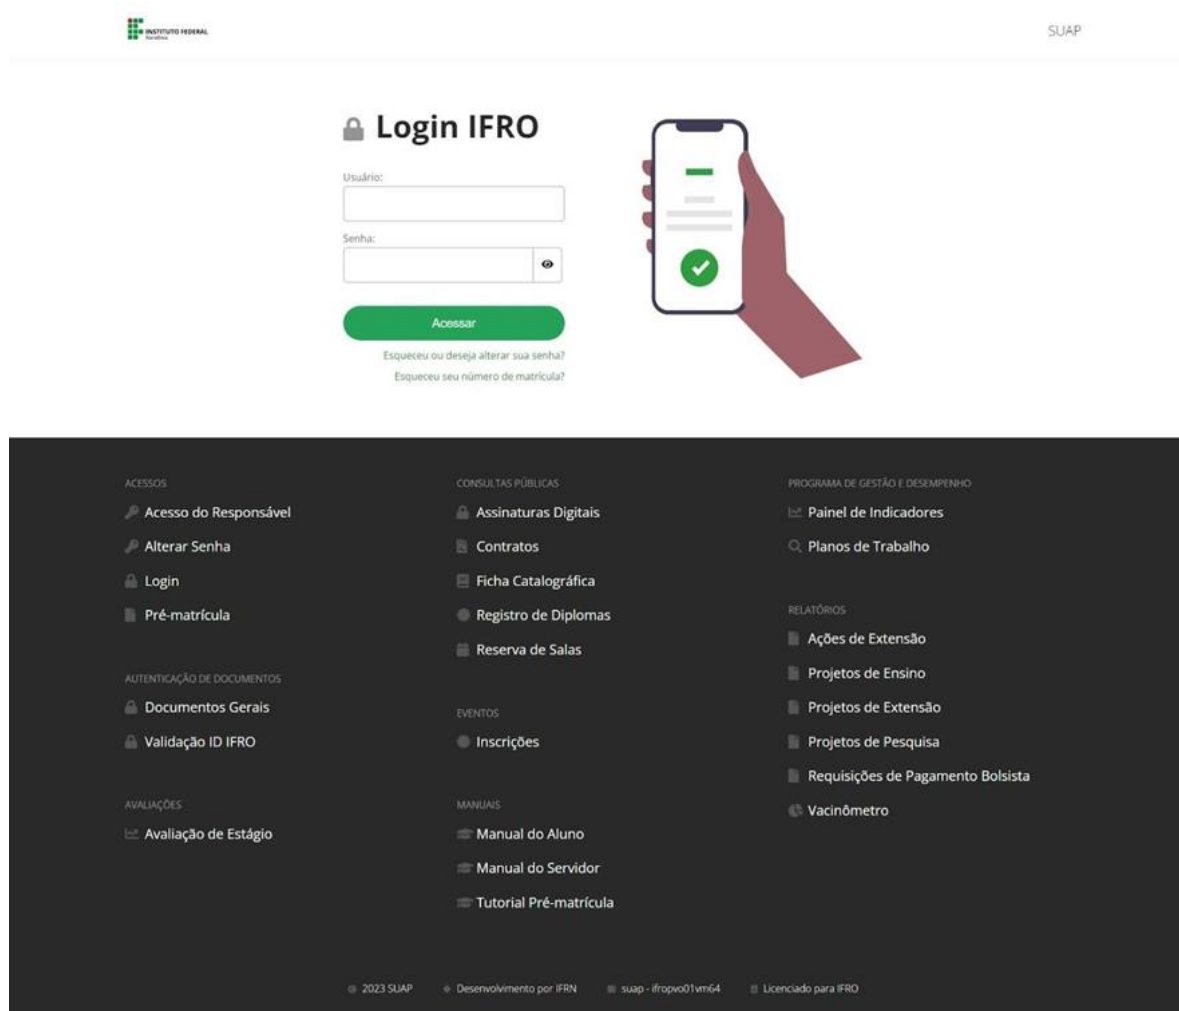 INSTITUTO FEDERAL
Rondônia
SUAP
Login IFRO
Usuário:
Senha:
Acessar
Esqueceu ou deseja alterar sua senha?
Esqueceu seu número de matrícula?
ACESSOS
Acesso do Responsável
Alterar Senha
Login
Pré-matrícula
AUTENTICAÇÃO DE DOCUMENTOS
Documentos Gerais
Validação ID IFRO
AVALIAÇÕES
Avaliação de Estágio
CONSULTAS PÚBLICAS
Assinaturas Digitais
Contratos
Ficha Catalográfica
Registro de Diplomas
Reserva de Salas
EVENTOS
Inscrições
MANUAIS
Manual do Aluno
Manual do Servidor
Tutorial Pré-matrícula
PROGRAMA DE GESTÃO E DESEMPENHO
Painel de Indicadores
Planos de Trabalho
RELATÓRIOS
Ações de Extensão
Projetos de Ensino
Projetos de Extensão
Projetos de Pesquisa
Requisições de Pagamento Bolsista
Vacinômetro
2023 SUAP Desenvolvimento por IFRN suap - ifropvo01vm64 Licenciado para IFRO